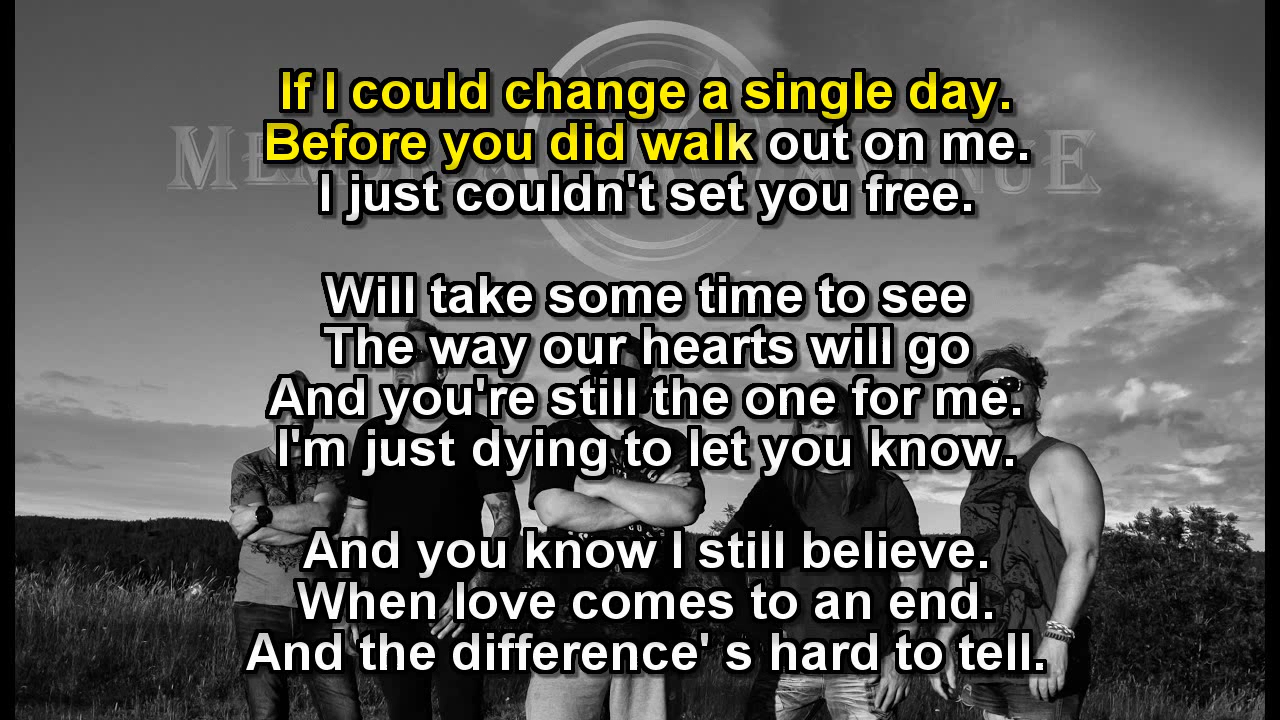 If I could change a single day.
Before you did walk out on me.
I just couldn't set you free.
Will take some time to see
The way our hearts will go
And you're still the one for me.
I'm just dying to let you know.
And you know I still believe.
When love comes to an end.
And the difference' s hard to tell.